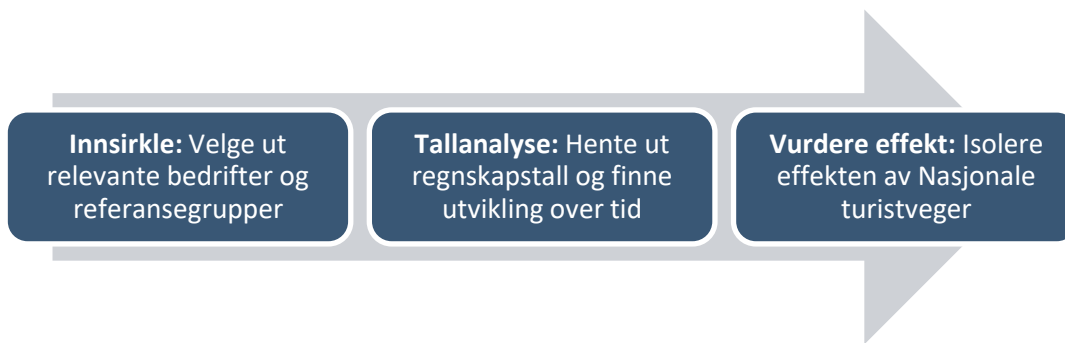 Innsirkle: Velge ut
relevante bedrifter og
referansegrupper
Tallanalyse: Hente ut
regnskapstall og finne
utvikling over tid
Vurdere effekt: Isolere
effekten av Nasjonale
turistveger